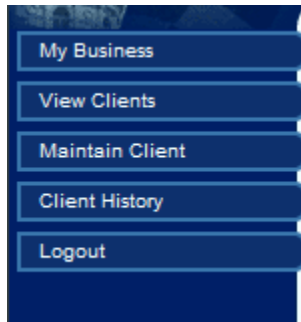 My Business
View Clients
Maintain Client
Client History
Logout